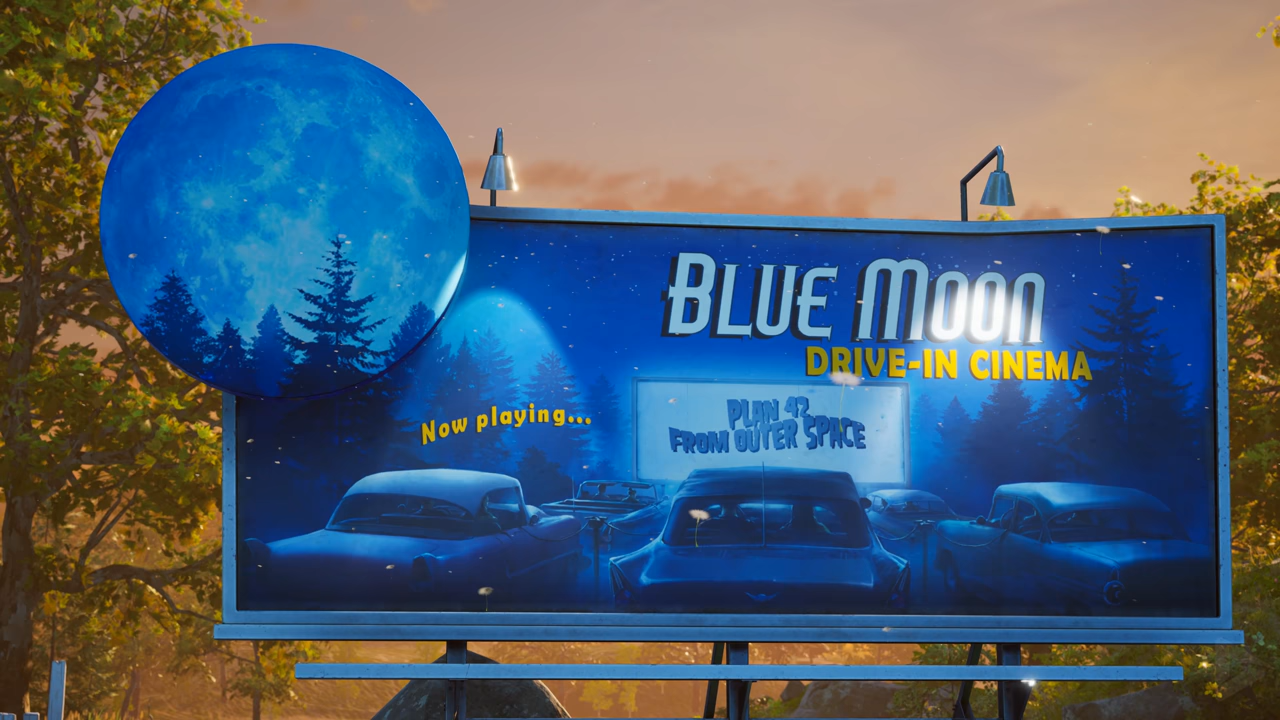 BLUE MOON
DRIVE-IN CINEMA
Now playing...
PLAN 42
FROM OUTER SPACE